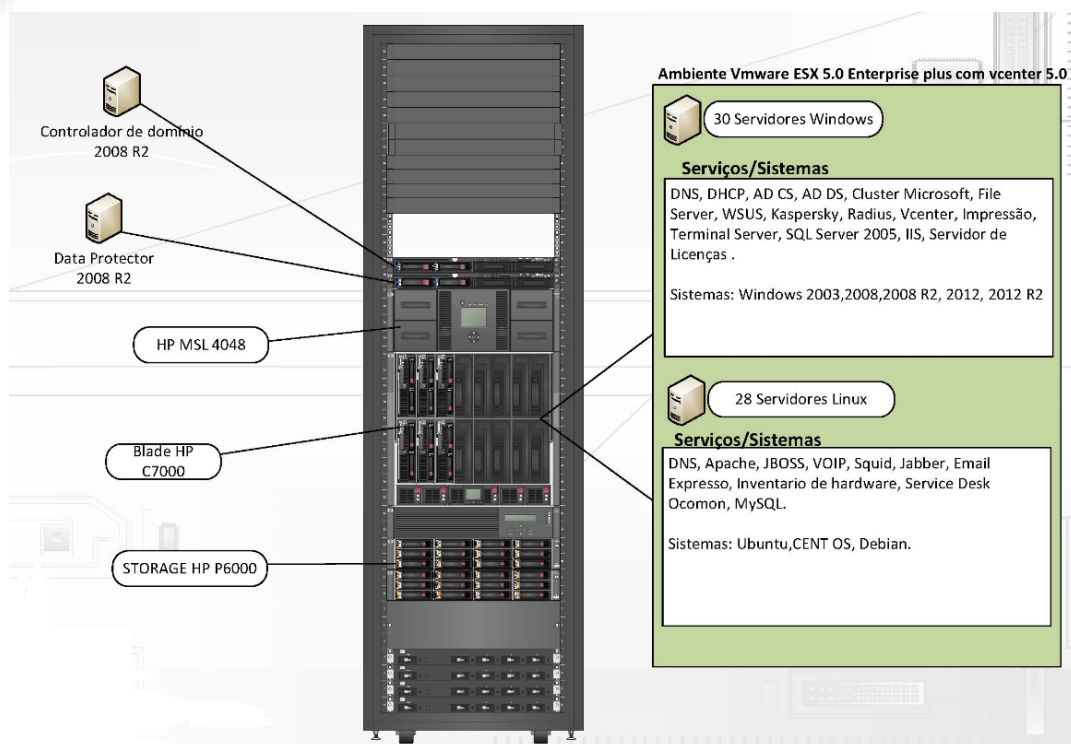 Controlador de domínio
2008 R2
Data Protector
2008 R2
HP MSL 4048
Blade HP
C7000
STORAGE HP P6000
Ambiente Vmware ESX 5.0 Enterprise plus com vcenter 5.0
30 Servidores Windows
Serviços/Sistemas
DNS, DHCP, AD CS, AD DS, Cluster Microsoft, File
Server, WSUS, Kaspersky, Radius, Vcenter, Impressão,
Terminal Server, SQL Server 2005, IIS, Servidor de
Licenças .
Sistemas: Windows 2003,2008,2008 R2, 2012, 2012 R2
28 Servidores Linux
Serviços/Sistemas
DNS, Apache, JBOSS, VOIP, Squid, Jabber, Email
Expresso, Inventario de hardware, Service Desk
Ocomon, MySQL.
Sistemas: Ubuntu,CENT OS, Debian.